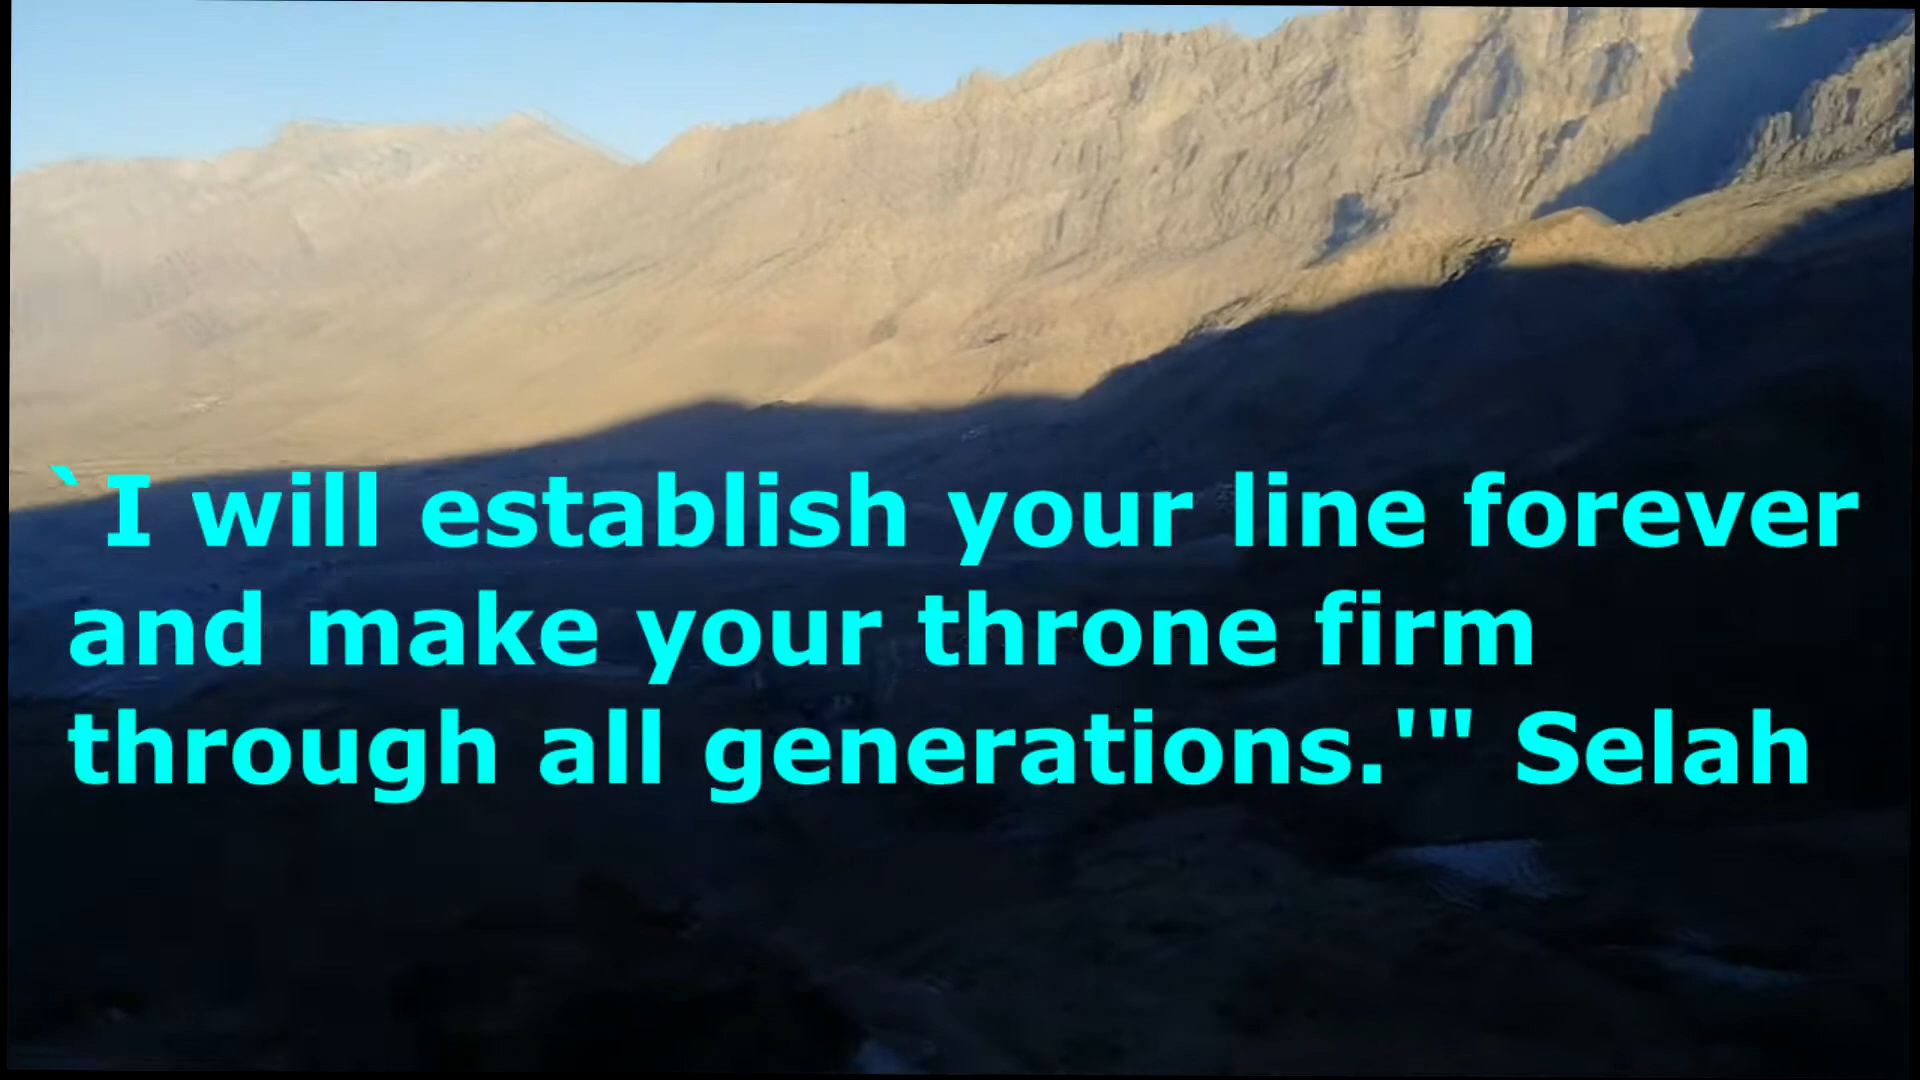 `I will establish your line forever
and make your throne firm
through all generations.'" Selah